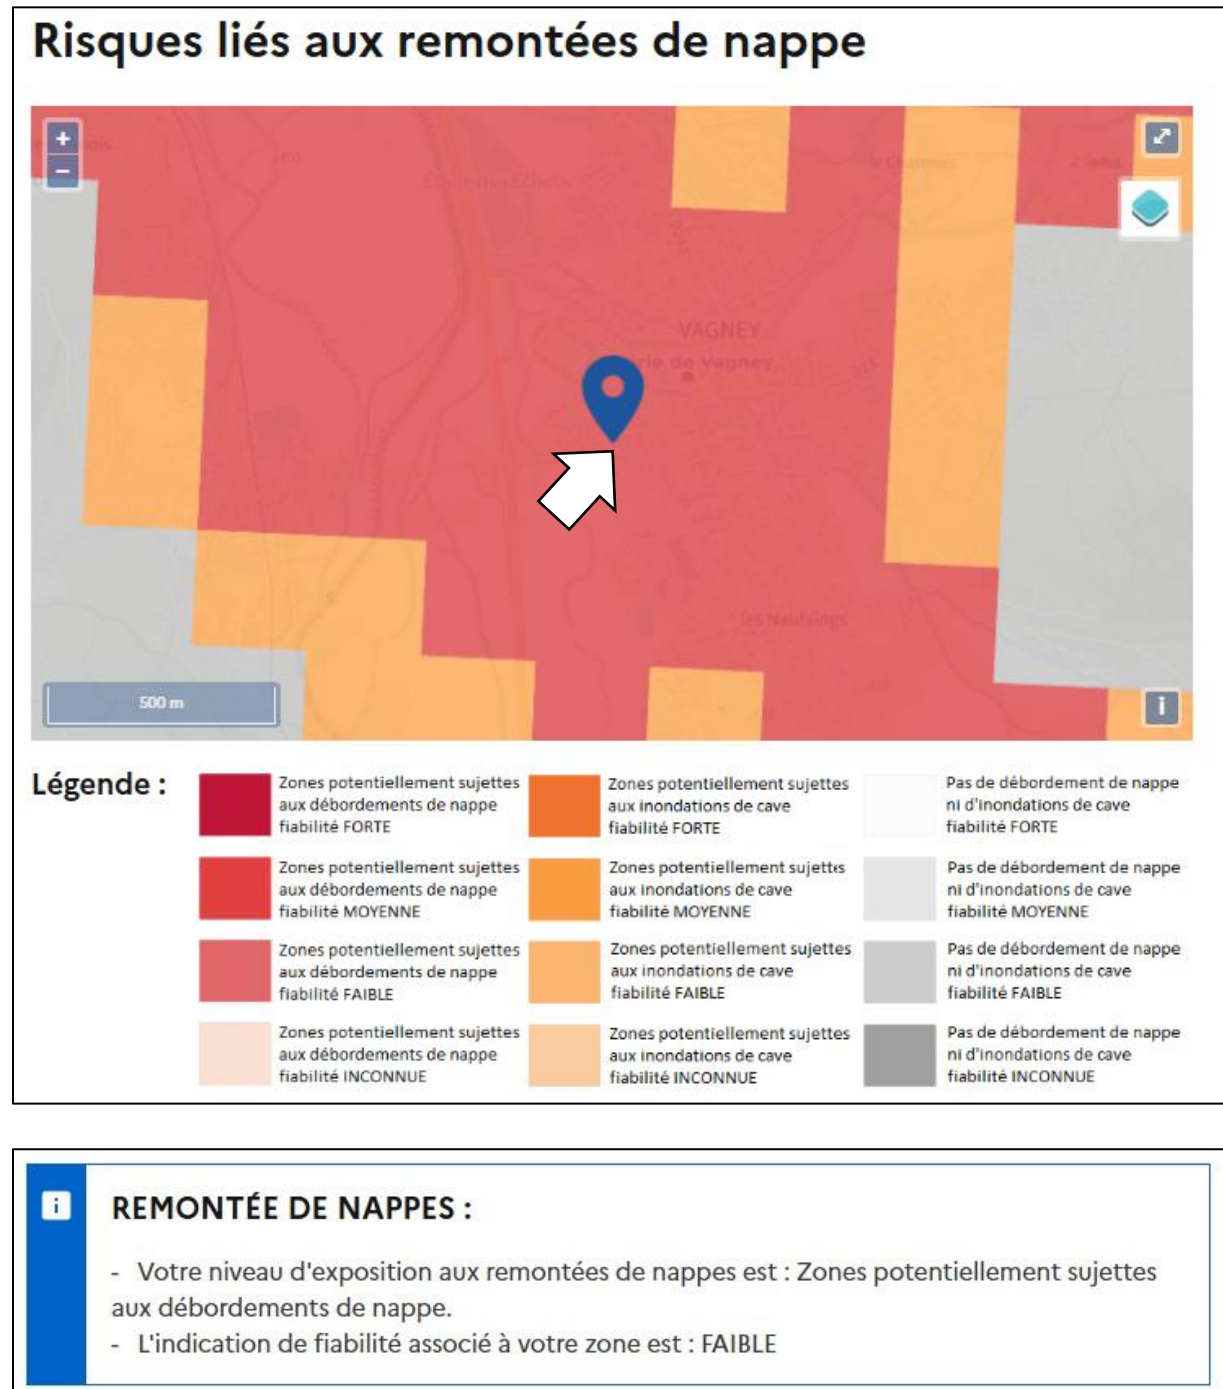 Risques liés aux remontées de nappe
+
−
Etang des Echets
le Chaumois
D2
VAGNEY
rie de Vagney
les Naufaings
500 m
i
Légende :
Zones potentiellement sujettes
aux débordements de nappe
fiabilité FORTE
Zones potentiellement sujettes
aux inondations de cave
fiabilité FORTE
Pas de débordement de nappe
ni d'inondations de cave
fiabilité FORTE
Zones potentiellement sujettes
aux débordements de nappe
fiabilité MOYENNE
Zones potentiellement sujettes
aux inondations de cave
fiabilité MOYENNE
Pas de débordement de nappe
ni d'inondations de cave
fiabilité MOYENNE
Zones potentiellement sujettes
aux débordements de nappe
fiabilité FAIBLE
Zones potentiellement sujettes
aux inondations de cave
fiabilité FAIBLE
Pas de débordement de nappe
ni d'inondations de cave
fiabilité FAIBLE
Zones potentiellement sujettes
aux débordements de nappe
fiabilité INCONNUE
Zones potentiellement sujettes
aux inondations de cave
fiabilité INCONNUE
Pas de débordement de nappe
ni d'inondations de cave
fiabilité INCONNUE
i
REMONTÉE DE NAPPES :
- Votre niveau d'exposition aux remontées de nappes est : Zones potentiellement sujettes
aux débordements de nappe.
- L'indication de fiabilité associé à votre zone est : FAIBLE